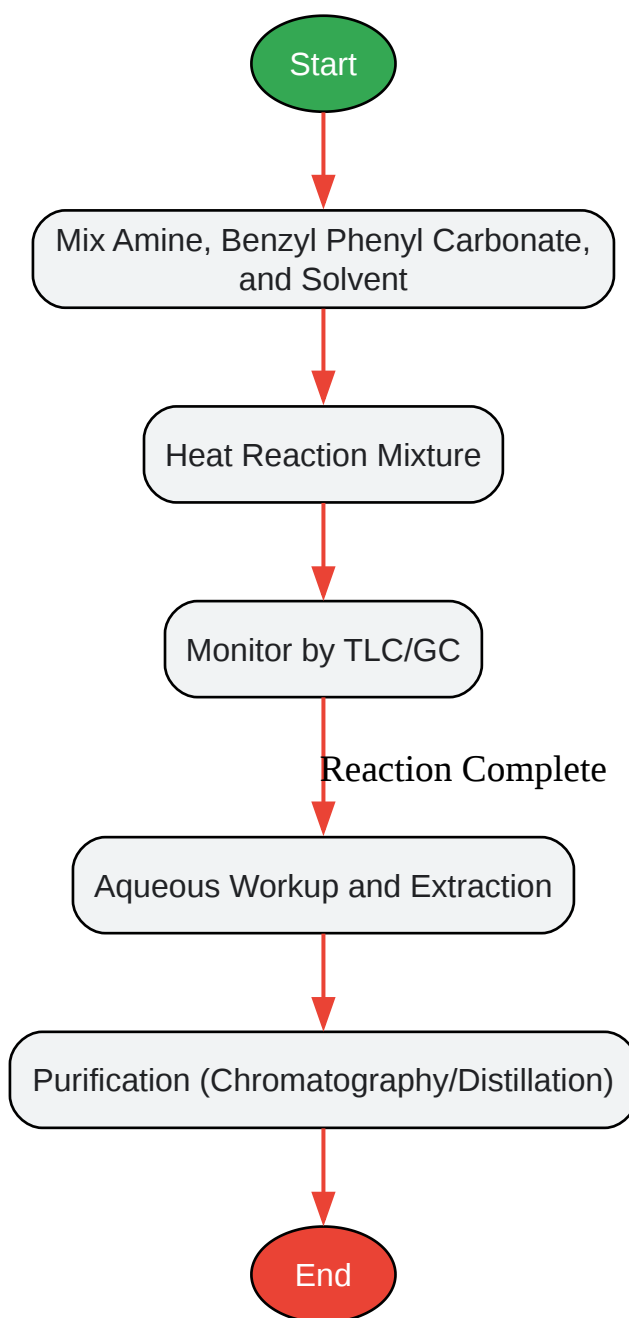 Start
Mix Amine, Benzyl Phenyl Carbonate,
and Solvent
Heat Reaction Mixture
Monitor by TLC/GC
Reaction Complete
Aqueous Workup and Extraction
Purification (Chromatography/Distillation)
End